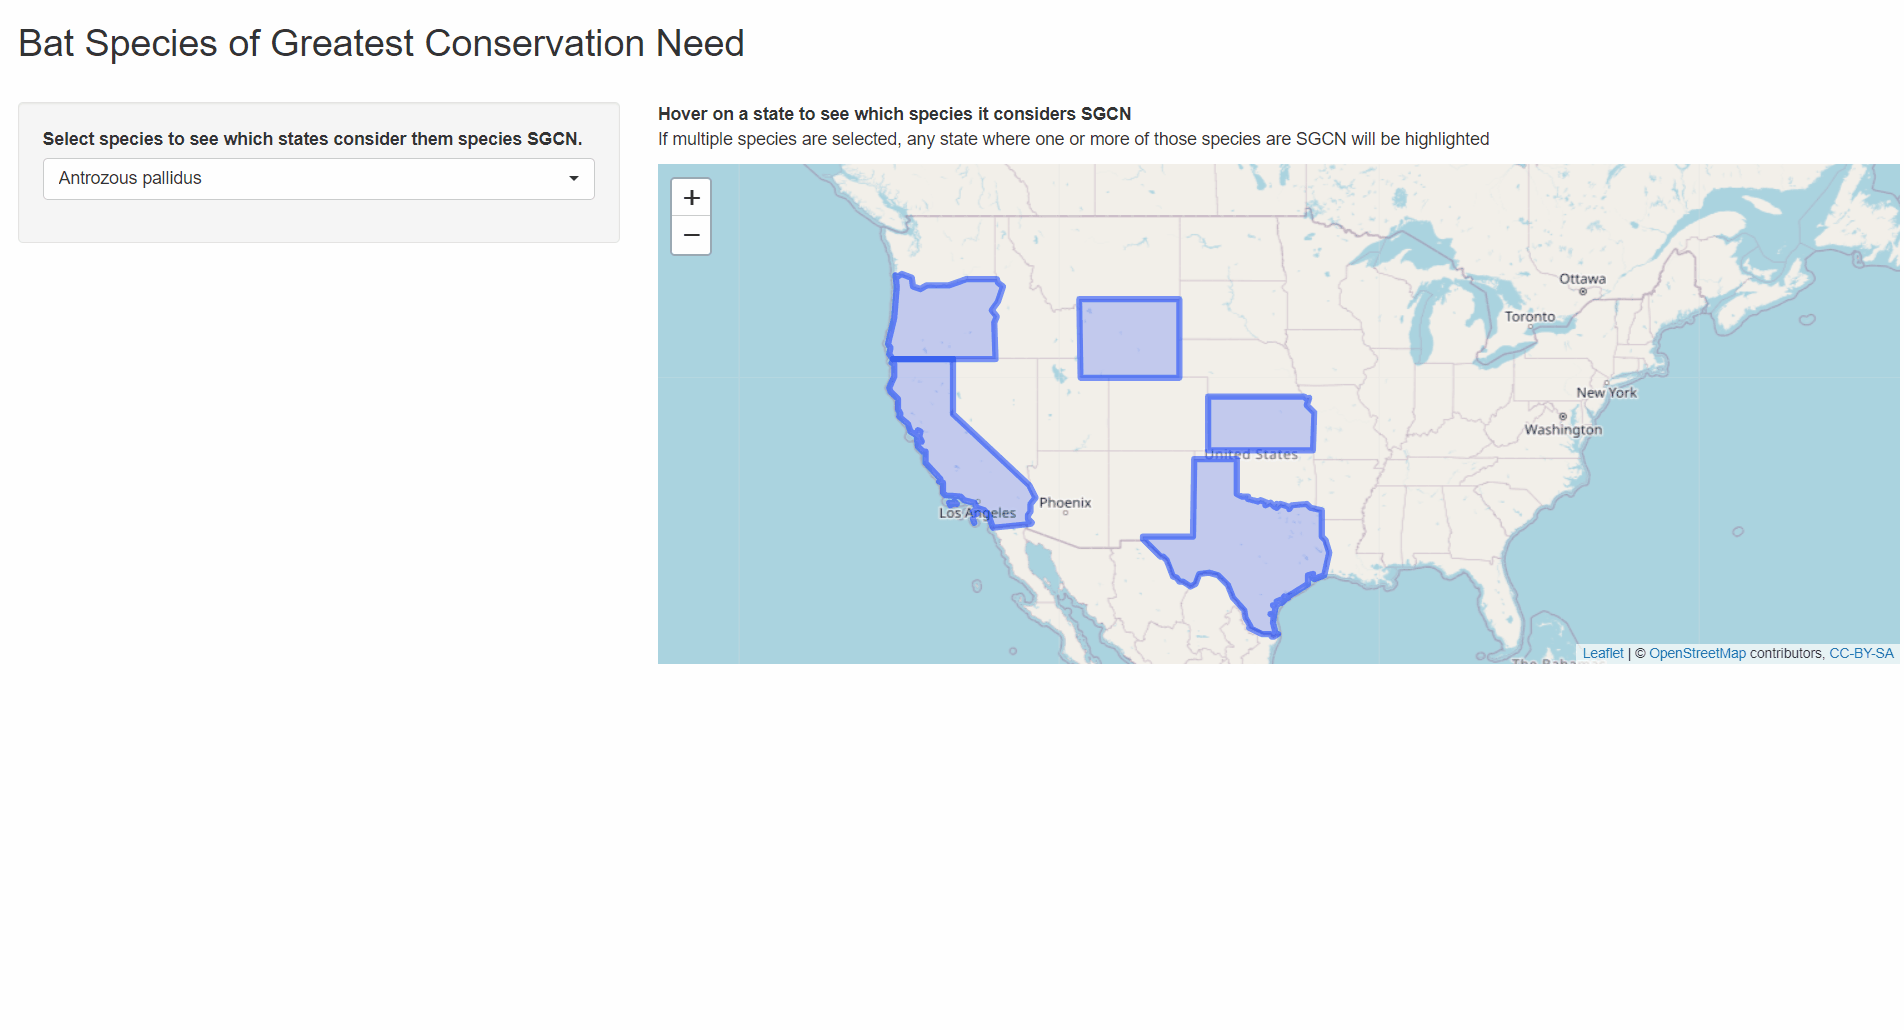 Bat Species of Greatest Conservation Need
Select species to see which states consider them species SGCN.
Antrozous pallidus
Hover on a state to see which species it considers SGCN
If multiple species are selected, any state where one or more of those species are SGCN will be highlighted
+
−
Ottawa
Toronto
New York
Washington
United States
Phoenix
Los Angeles
The Bahamas
Leaflet | © OpenStreetMap contributors, CC-BY-SA